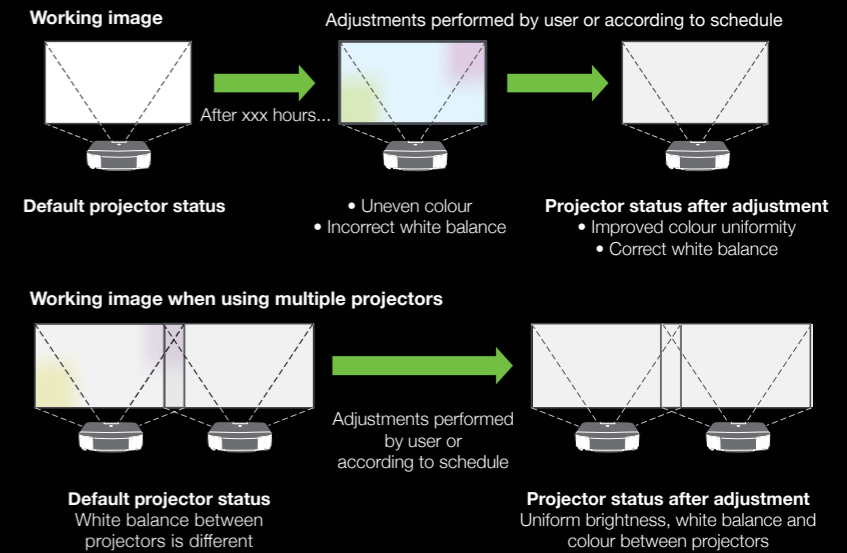 Working image
Adjustments performed by user or according to schedule
After xxx hours...
Default projector status
• Uneven colour
• Incorrect white balance
Projector status after adjustment
• Improved colour uniformity
• Correct white balance
Working image when using multiple projectors
Adjustments performed
by user or
according to schedule
Default projector status
White balance between
projectors is different
Projector status after adjustment
Uniform brightness, white balance and
colour between projectors